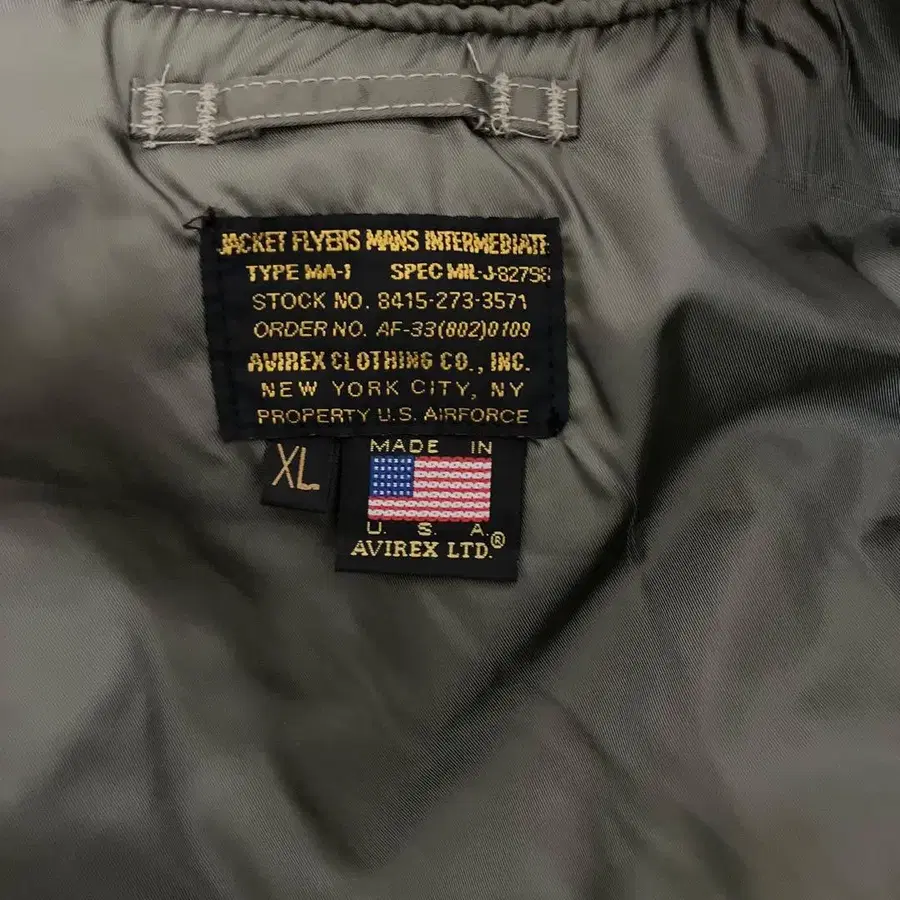 JACKET FLYERS MANS INTERMEDIATE
TYPE MA-1 SPEC MIL-J-8279B
STOCK NO. 8415-273-3571
ORDER NO. AF-33(802)0109
AVIREX CLOTHING CO., INC.
NEW YORK CITY, NY
PROPERTY U.S. AIRFORCE
XL
MADE IN
U. S. A.
AVIREX LTD.®